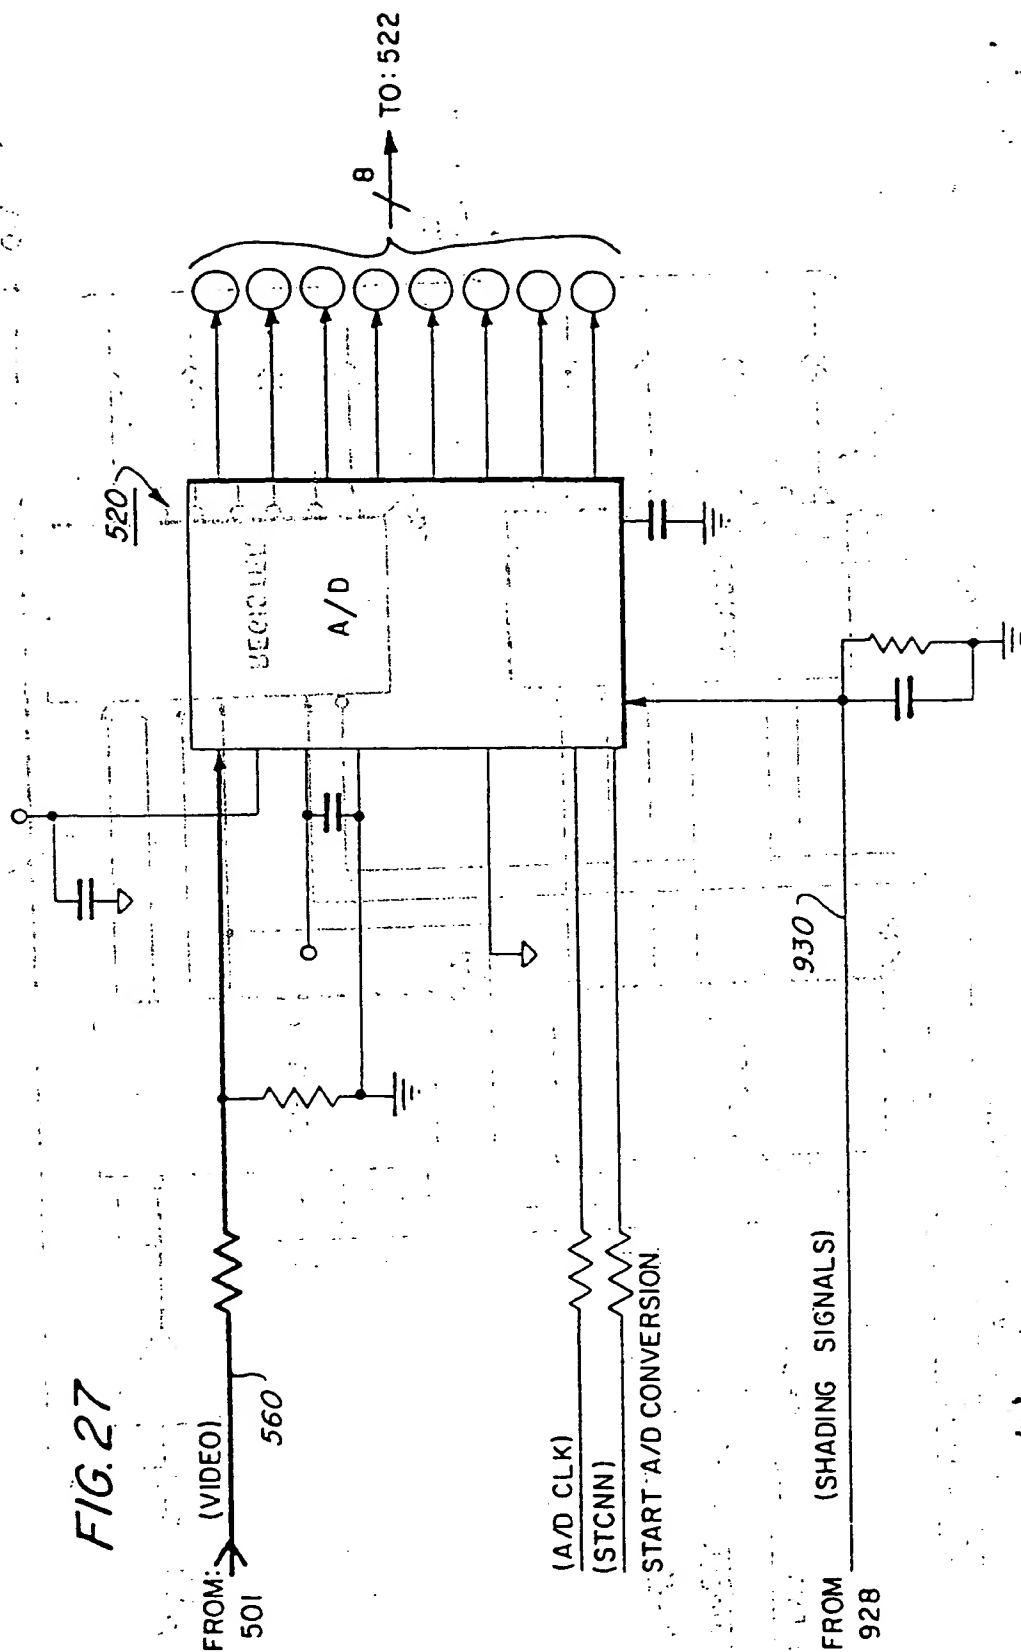 FIG. 27
FROM:
501
(VIDEO)
560
520
A/D
8
TO: 522
(A/D CLK)
(STCNN)
START A/D CONVERSION
FROM
928
(SHADING SIGNALS)
930